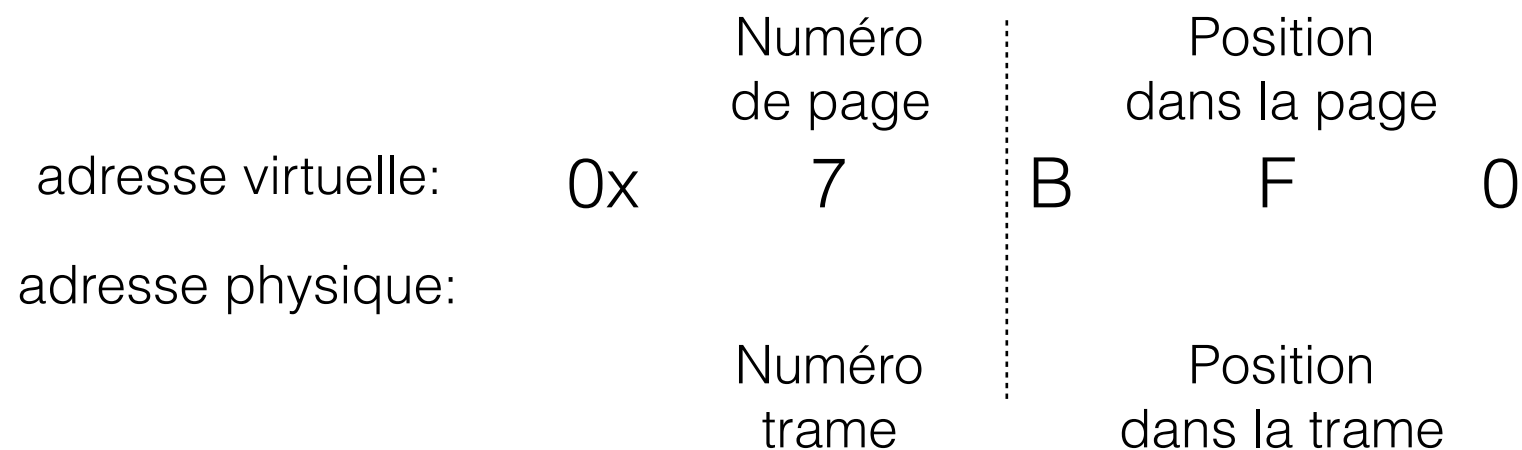 Numéro
de page
Position
dans la page
adresse virtuelle: 0x 7 B F 0
adresse physique:
Numéro
trame
Position
dans la trame